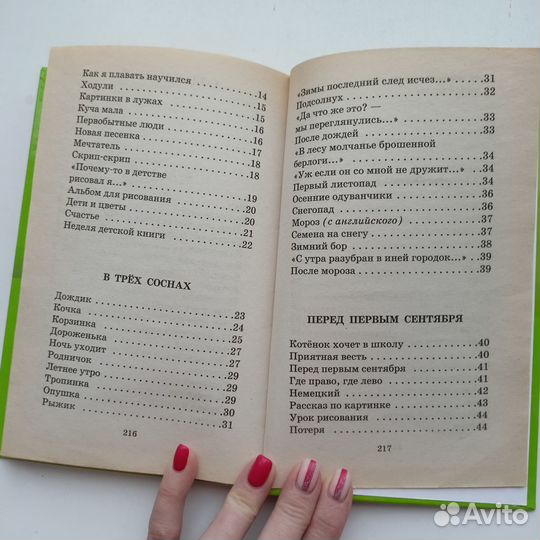 Как я плавать научился . . . . . . . . . .14
Ходули . . . . . . . . . . . . . . . . . . . . .15
Картинки в лужах . . . . . . . . . . . . . .15
Куча мала . . . . . . . . . . . . . . . . . . .16
Первобытные люди . . . . . . . . . . . . .16
Новая песенка . . . . . . . . . . . . . . . .17
Мечтатель . . . . . . . . . . . . . . . . . . .18
Скрип-скрип . . . . . . . . . . . . . . . . . .18
«Почему-то в детстве
рисовал я...» . . . . . . . . . . . . . . . . .19
Альбом для рисования . . . . . . . . . . .20
Дети и цветы . . . . . . . . . . . . . . . . .20
Счастье . . . . . . . . . . . . . . . . . . . . .21
Неделя детской книги . . . . . . . . . . . .22
В ТРЁХ СОСНАХ
Дождик . . . . . . . . . . . . . . . . . . . . .23
Кочка . . . . . . . . . . . . . . . . . . . . . .24
Корзинка . . . . . . . . . . . . . . . . . . . .25
Дороженька . . . . . . . . . . . . . . . . . .27
Ночь уходит . . . . . . . . . . . . . . . . . .27
Родничок . . . . . . . . . . . . . . . . . . . .29
Летнее утро . . . . . . . . . . . . . . . . . .29
Тропинка . . . . . . . . . . . . . . . . . . . .29
Опушка . . . . . . . . . . . . . . . . . . . . .30
Рыжик . . . . . . . . . . . . . . . . . . . . . .31
216
«Зимы последний след исчез...» . . . .31
Подсолнух . . . . . . . . . . . . . . . . . . .32
«Да что же это? —
мы переглянулись...» . . . . . . . . . . .33
После дождей . . . . . . . . . . . . . . . . .33
«В лесу молчанье брошенной
берлоги...» . . . . . . . . . . . . . . . . . . .34
«Уж если он со мной не дружит...» . .34
Первый листопад . . . . . . . . . . . . . .34
Осенние одуванчики . . . . . . . . . . . .35
Снегопад . . . . . . . . . . . . . . . . . . . .36
Мороз (с английского) . . . . . . . . . . .37
Семена на снегу . . . . . . . . . . . . . . .37
Зимний бор . . . . . . . . . . . . . . . . . .38
«С утра разубран в иней городок...» .39
После мороза . . . . . . . . . . . . . . . . .39
ПЕРЕД ПЕРВЫМ СЕНТЯБРЯ
Котёнок хочет в школу . . . . . . . . . .40
Приятная весть . . . . . . . . . . . . . . . .40
Перед первым сентября . . . . . . . . . .41
Где право, где лево . . . . . . . . . . . . .41
Немецкий . . . . . . . . . . . . . . . . . . . .42
Рассказ по картинке . . . . . . . . . . . .43
Урок рисования . . . . . . . . . . . . . . .44
Потеря . . . . . . . . . . . . . . . . . . . . .44
217
Avito